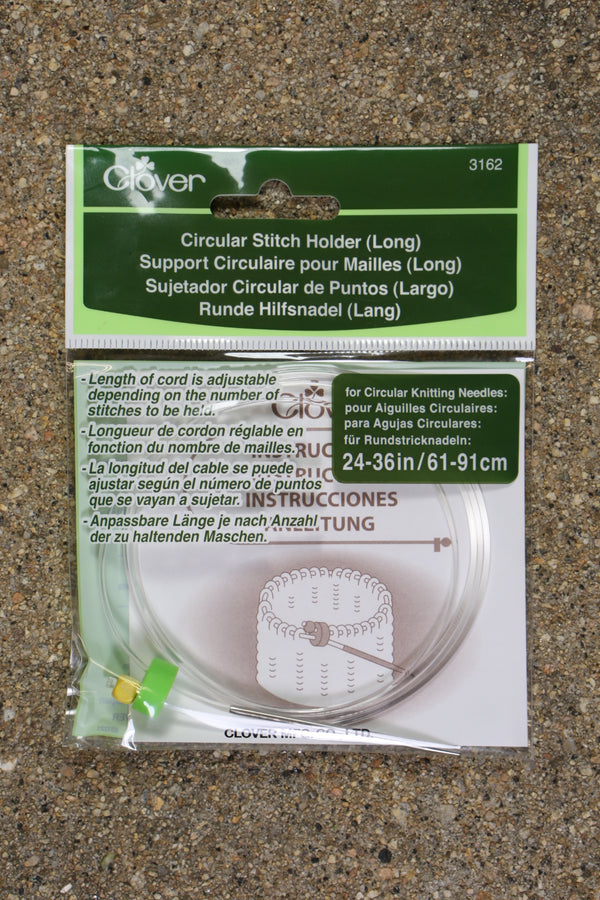 Clover
3162
Circular Stitch Holder (Long)
Support Circulaire pour Mailles (Long)
Sujetador Circular de Puntos (Largo)
Runde Hilfsnadel (Lang)
- Length of cord is adjustable
depending on the number of
stitches to be held.
- Longueur de cordon réglable en
fonction du nombre de mailles.
- La longitud del cable se puede
ajustar según el número de puntos
que se vayan a sujetar.
- Anpassbare Länge je nach Anzahl
der zu haltenden Maschen.
for Circular Knitting Needles:
pour Aiguilles Circulaires:
para Agujas Circulares:
für Rundstricknadeln:
24-36in/61-91cm
Clover
INSTRUCCIONES
CLOVER MFG. CO., LTD.